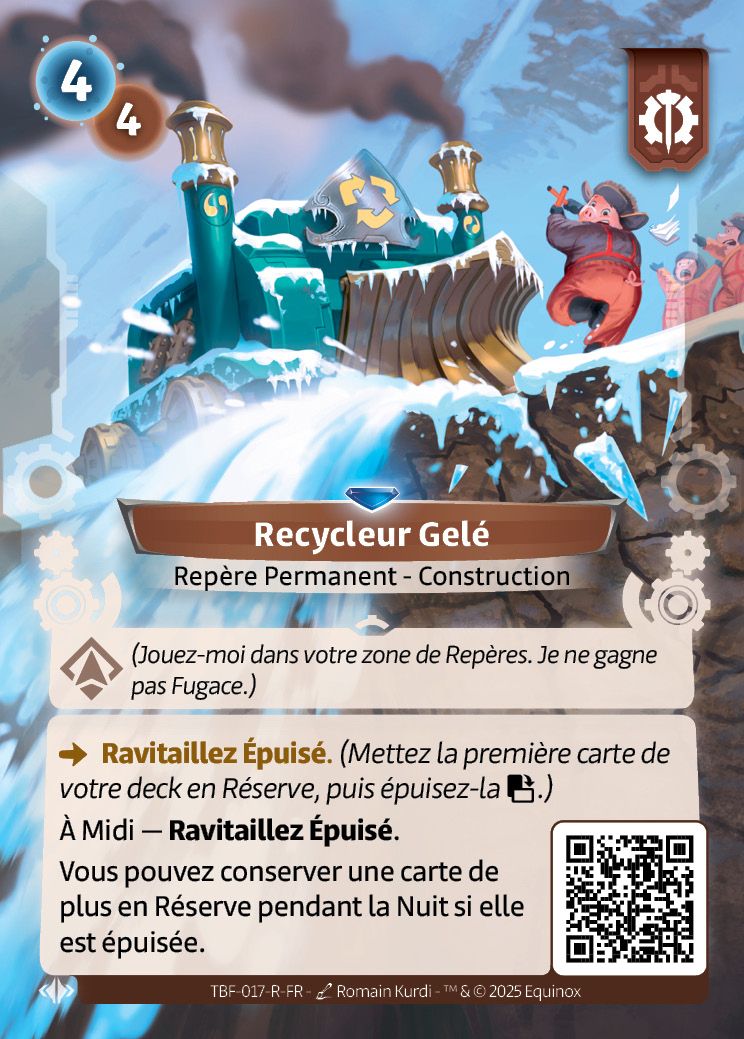 4
4
Recycleur Gelé
Repère Permanent - Construction
(Jouez-moi dans votre zone de Repères. Je ne gagne
pas Fugace.)
Ravitaillez Épuisé. (Mettez la première carte de
votre deck en Réserve, puis épuisez-la .)
À Midi — Ravitaillez Épuisé.
Vous pouvez conserver une carte de
plus en Réserve pendant la Nuit si elle
est épuisée.
TBF-017-R-FR - Romain Kurdi - ™ & © 2025 Equinox